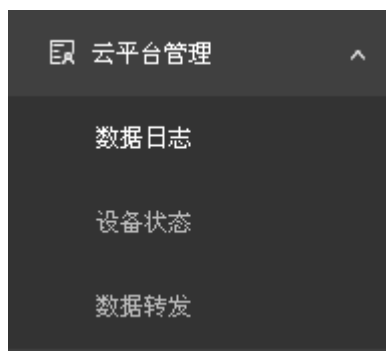 云平台管理
数据日志
设备状态
数据转发